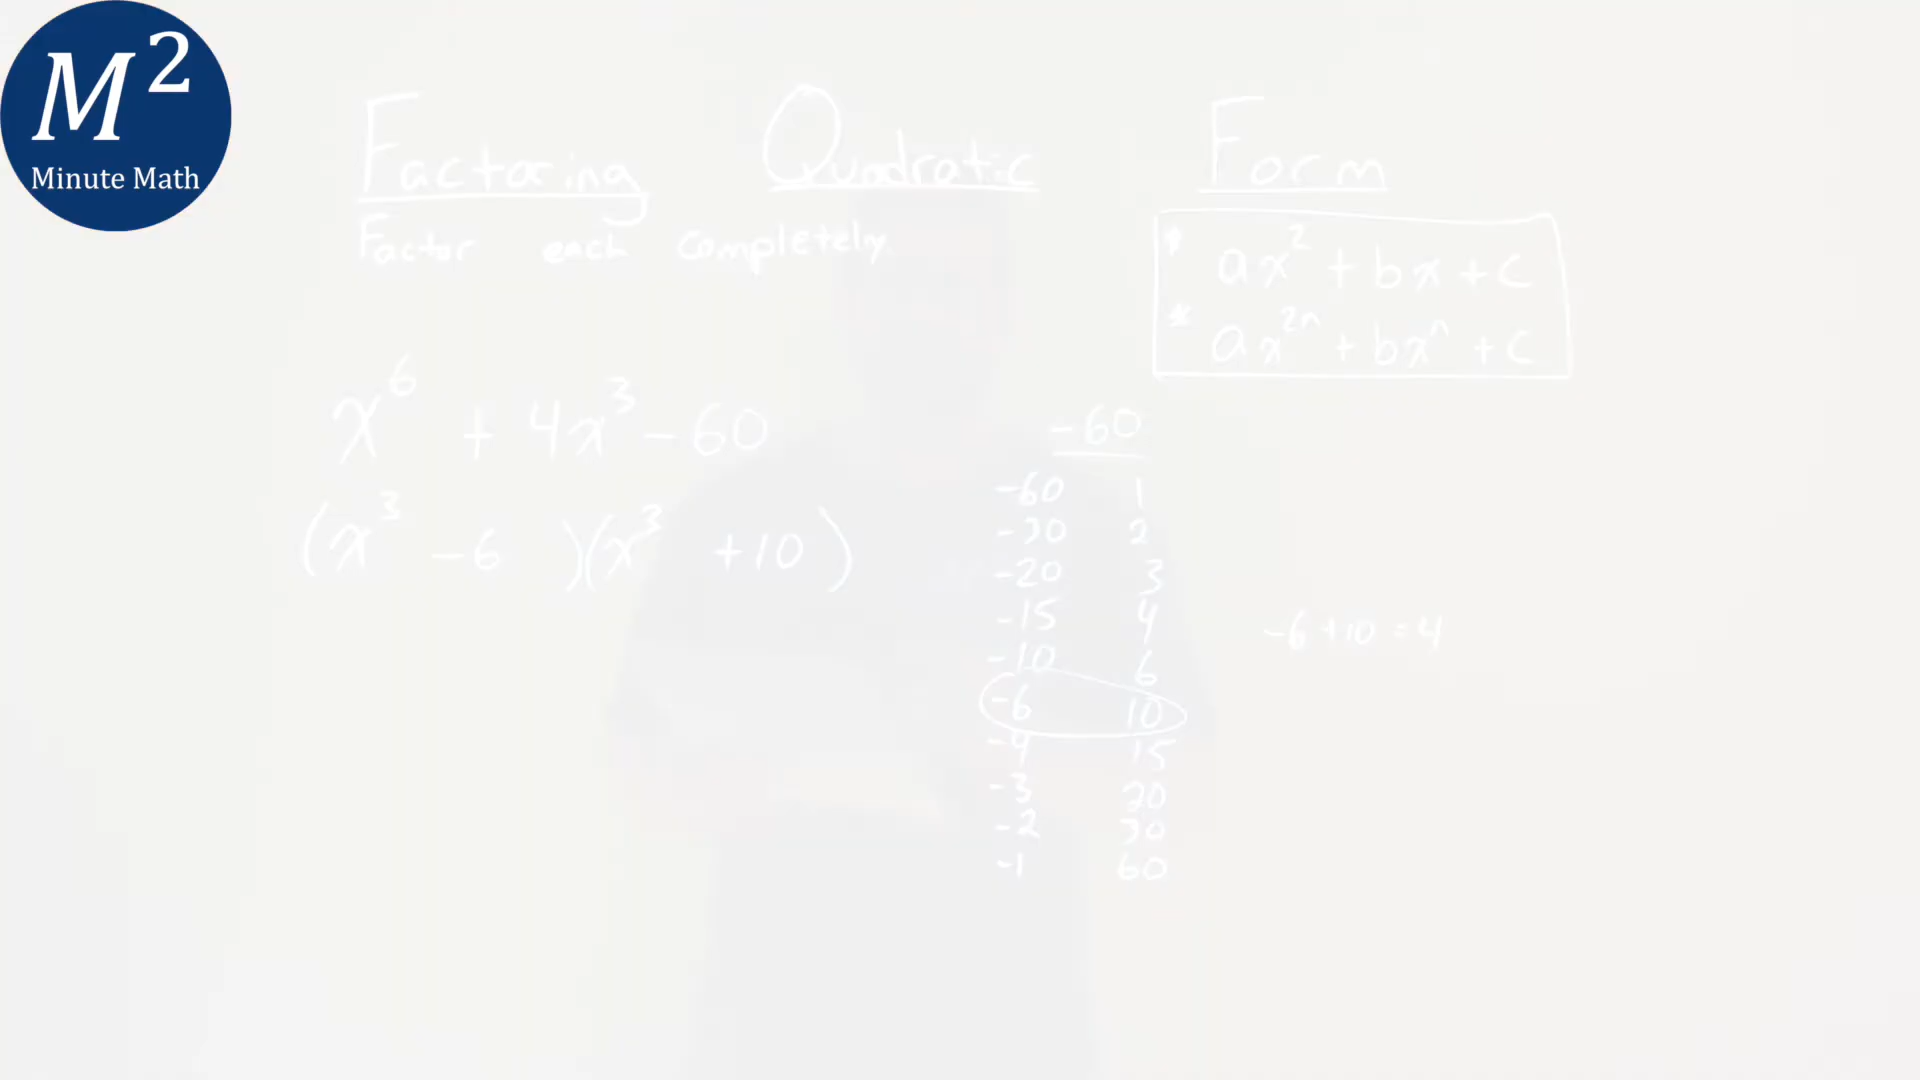 M²
Minute Math
Factoring Quadratic Form
Factor each completely
* ax² + bx + c
* ax²ⁿ + bxⁿ + c
x⁶ + 4x³ - 60
(x³ - 6 )(x³ + 10 )
-60
-60 1
-30 2
-20 3
-15 4
-10 6
-6 10
-4 15
-3 20
-2 30
-1 60
-6 + 10 = 4